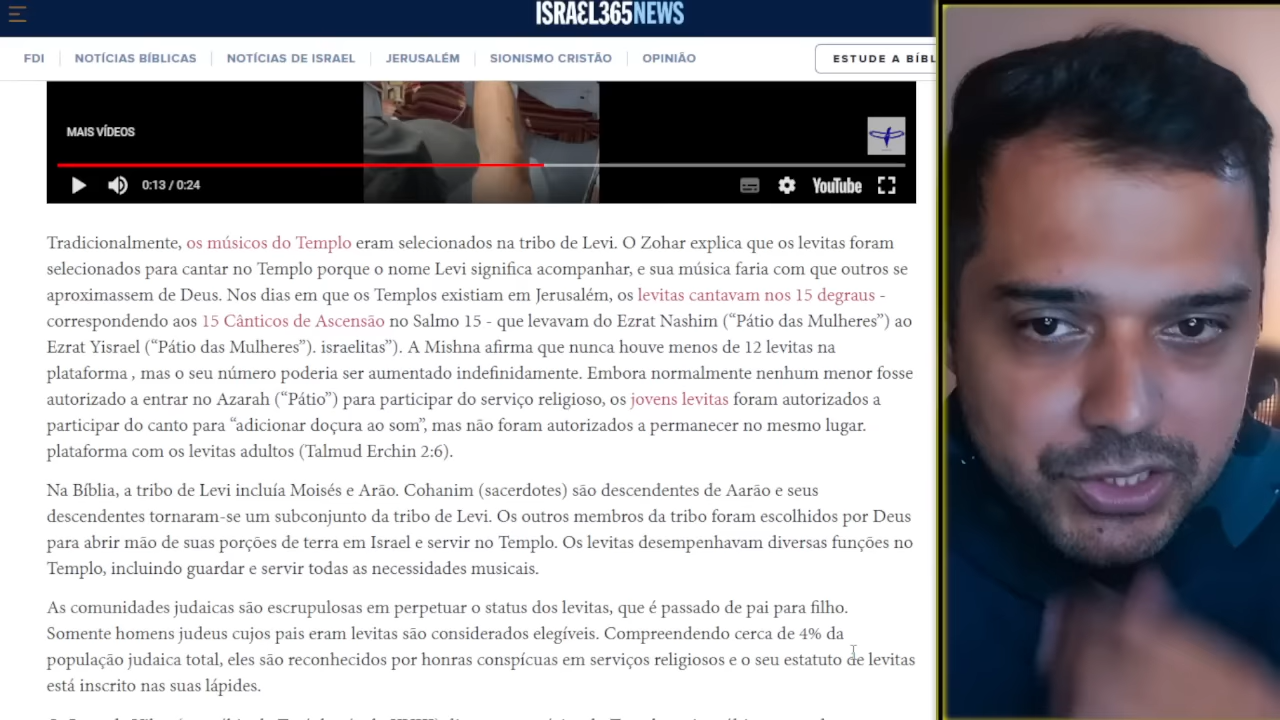 ISRAEL365NEWS
FDI
NOTÍCIAS BÍBLICAS
NOTÍCIAS DE ISRAEL
JERUSALÉM
SIONISMO CRISTÃO
OPINIÃO
ESTUDE A BÍBL
MAIS VÍDEOS
0:13 / 0:24
YouTube
Tradicionalmente, os músicos do Templo eram selecionados na tribo de Levi. O Zohar explica que os levitas foram
selecionados para cantar no Templo porque o nome Levi significa acompanhar, e sua música faria com que outros se
aproximassem de Deus. Nos dias em que os Templos existiam em Jerusalém, os levitas cantavam nos 15 degraus -
correspondendo aos 15 Cânticos de Ascensão no Salmo 15 - que levavam do Ezrat Nashim (“Pátio das Mulheres”) ao
Ezrat Yisrael (“Pátio das Mulheres”). israelitas”). A Mishna afirma que nunca houve menos de 12 levitas na
plataforma , mas o seu número poderia ser aumentado indefinidamente. Embora normalmente nenhum menor fosse
autorizado a entrar no Azarah (“Pátio”) para participar do serviço religioso, os jovens levitas foram autorizados a
participar do canto para “adicionar doçura ao som”, mas não foram autorizados a permanecer no mesmo lugar.
plataforma com os levitas adultos (Talmud Erchin 2:6).
Na Bíblia, a tribo de Levi incluía Moisés e Arão. Cohanim (sacerdotes) são descendentes de Aarão e seus
descendentes tornaram-se um subconjunto da tribo de Levi. Os outros membros da tribo foram escolhidos por Deus
para abrir mão de suas porções de terra em Israel e servir no Templo. Os levitas desempenhavam diversas funções no
Templo, incluindo guardar e servir todas as necessidades musicais.
As comunidades judaicas são escrupulosas em perpetuar o status dos levitas, que é passado de pai para filho.
Somente homens judeus cujos pais eram levitas são considerados elegíveis. Compreendendo cerca de 4% da
população judaica total, eles são reconhecidos por honras conspícuas em serviços religiosos e o seu estatuto de levitas
está inscrito nas suas lápides.